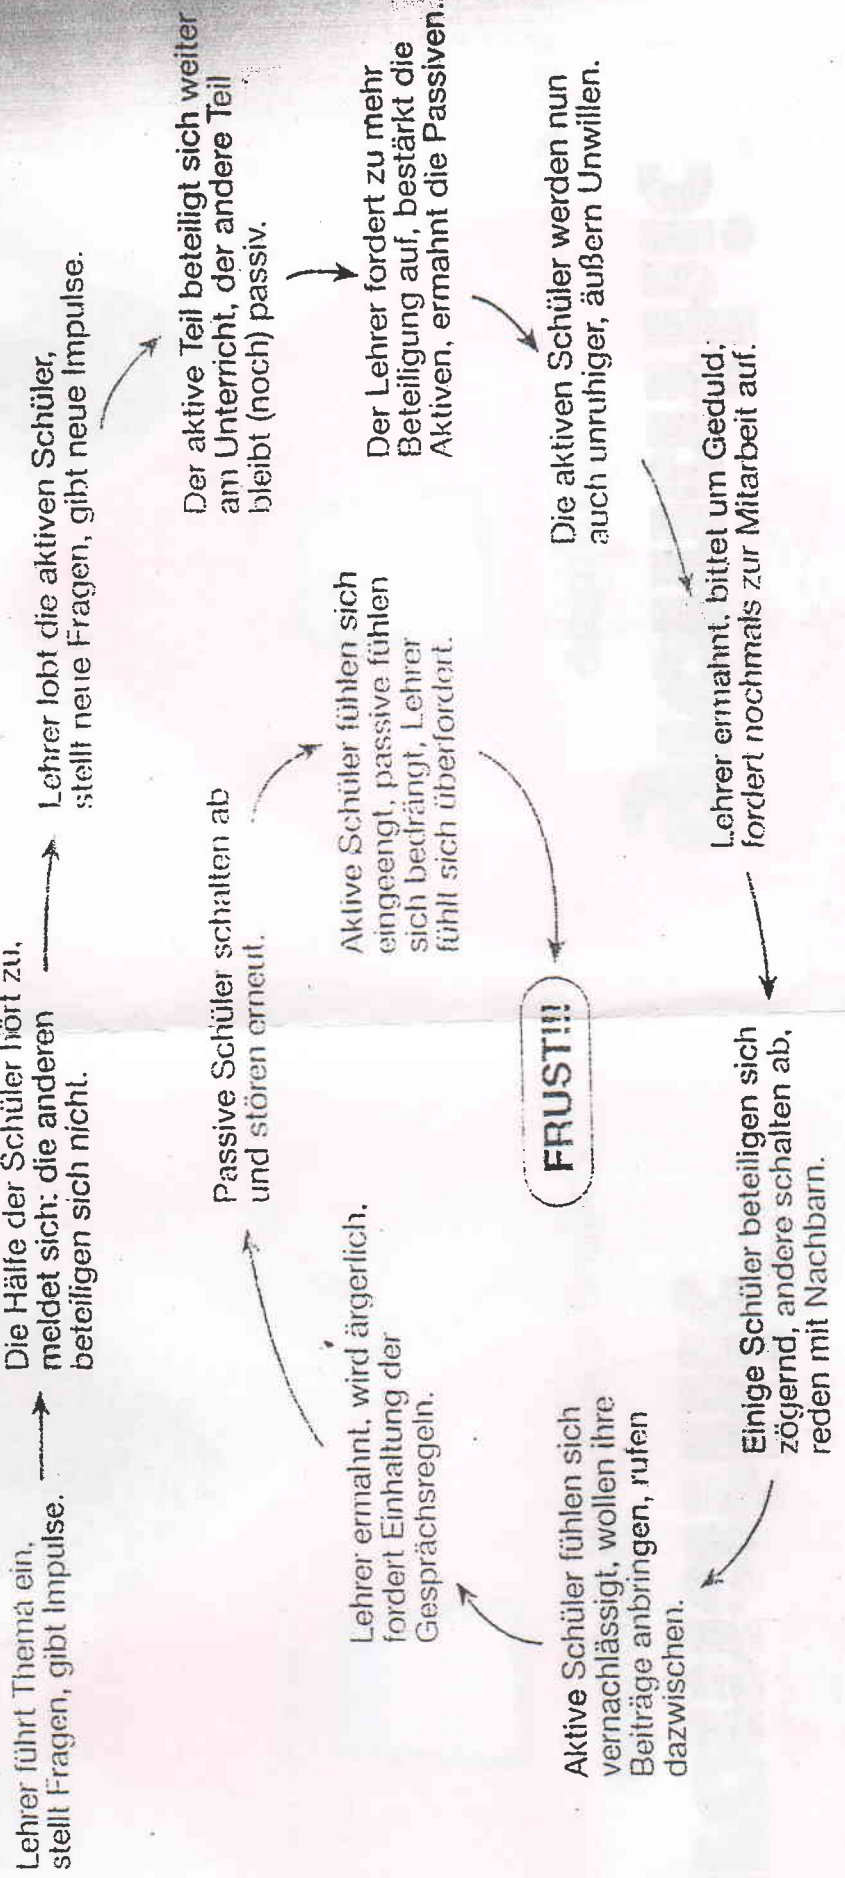 Lehrer führt Thema ein,
stellt Fragen, gibt Impulse.
Die Hälfe der Schüler hört zu,
meldet sich: die anderen
beteiligen sich nicht.
Lehrer lobt die aktiven Schüler,
stellt neue Fragen, gibt neue Impulse.
Der aktive Teil beteiligt sich weiter
am Unterricht, der andere Teil
bleibt (noch) passiv.
Der Lehrer fordert zu mehr
Beteiligung auf, bestärkt die
Aktiven, ermahnt die Passiven.
Die aktiven Schüler werden nun
auch unruhiger, äußern Unwillen.
Lehrer ermahnt, bittet um Geduld,
fordert nochmals zur Mitarbeit auf.
Einige Schüler beteiligen sich
zögernd, andere schalten ab,
reden mit Nachbarn.
Aktive Schüler fühlen sich
vernachlässigt, wollen ihre
Beiträge anbringen, rufen
dazwischen.
Lehrer ermahnt, wird ärgerlich,
fordert Einhaltung der
Gesprächsregeln.
Passive Schüler schalten ab
und stören erneut.
Aktive Schüler fühlen sich
eingeengt, passive fühlen
sich bedrängt, Lehrer
fühlt sich überfordert.
FRUST!!!